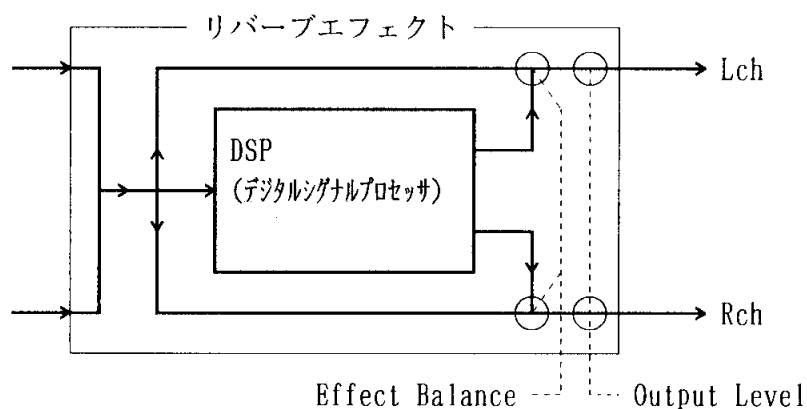 リバーブエフェクト
Lch
DSP
(デジタルシグナルプロセッサ)
Rch
Effect Balance
Output Level